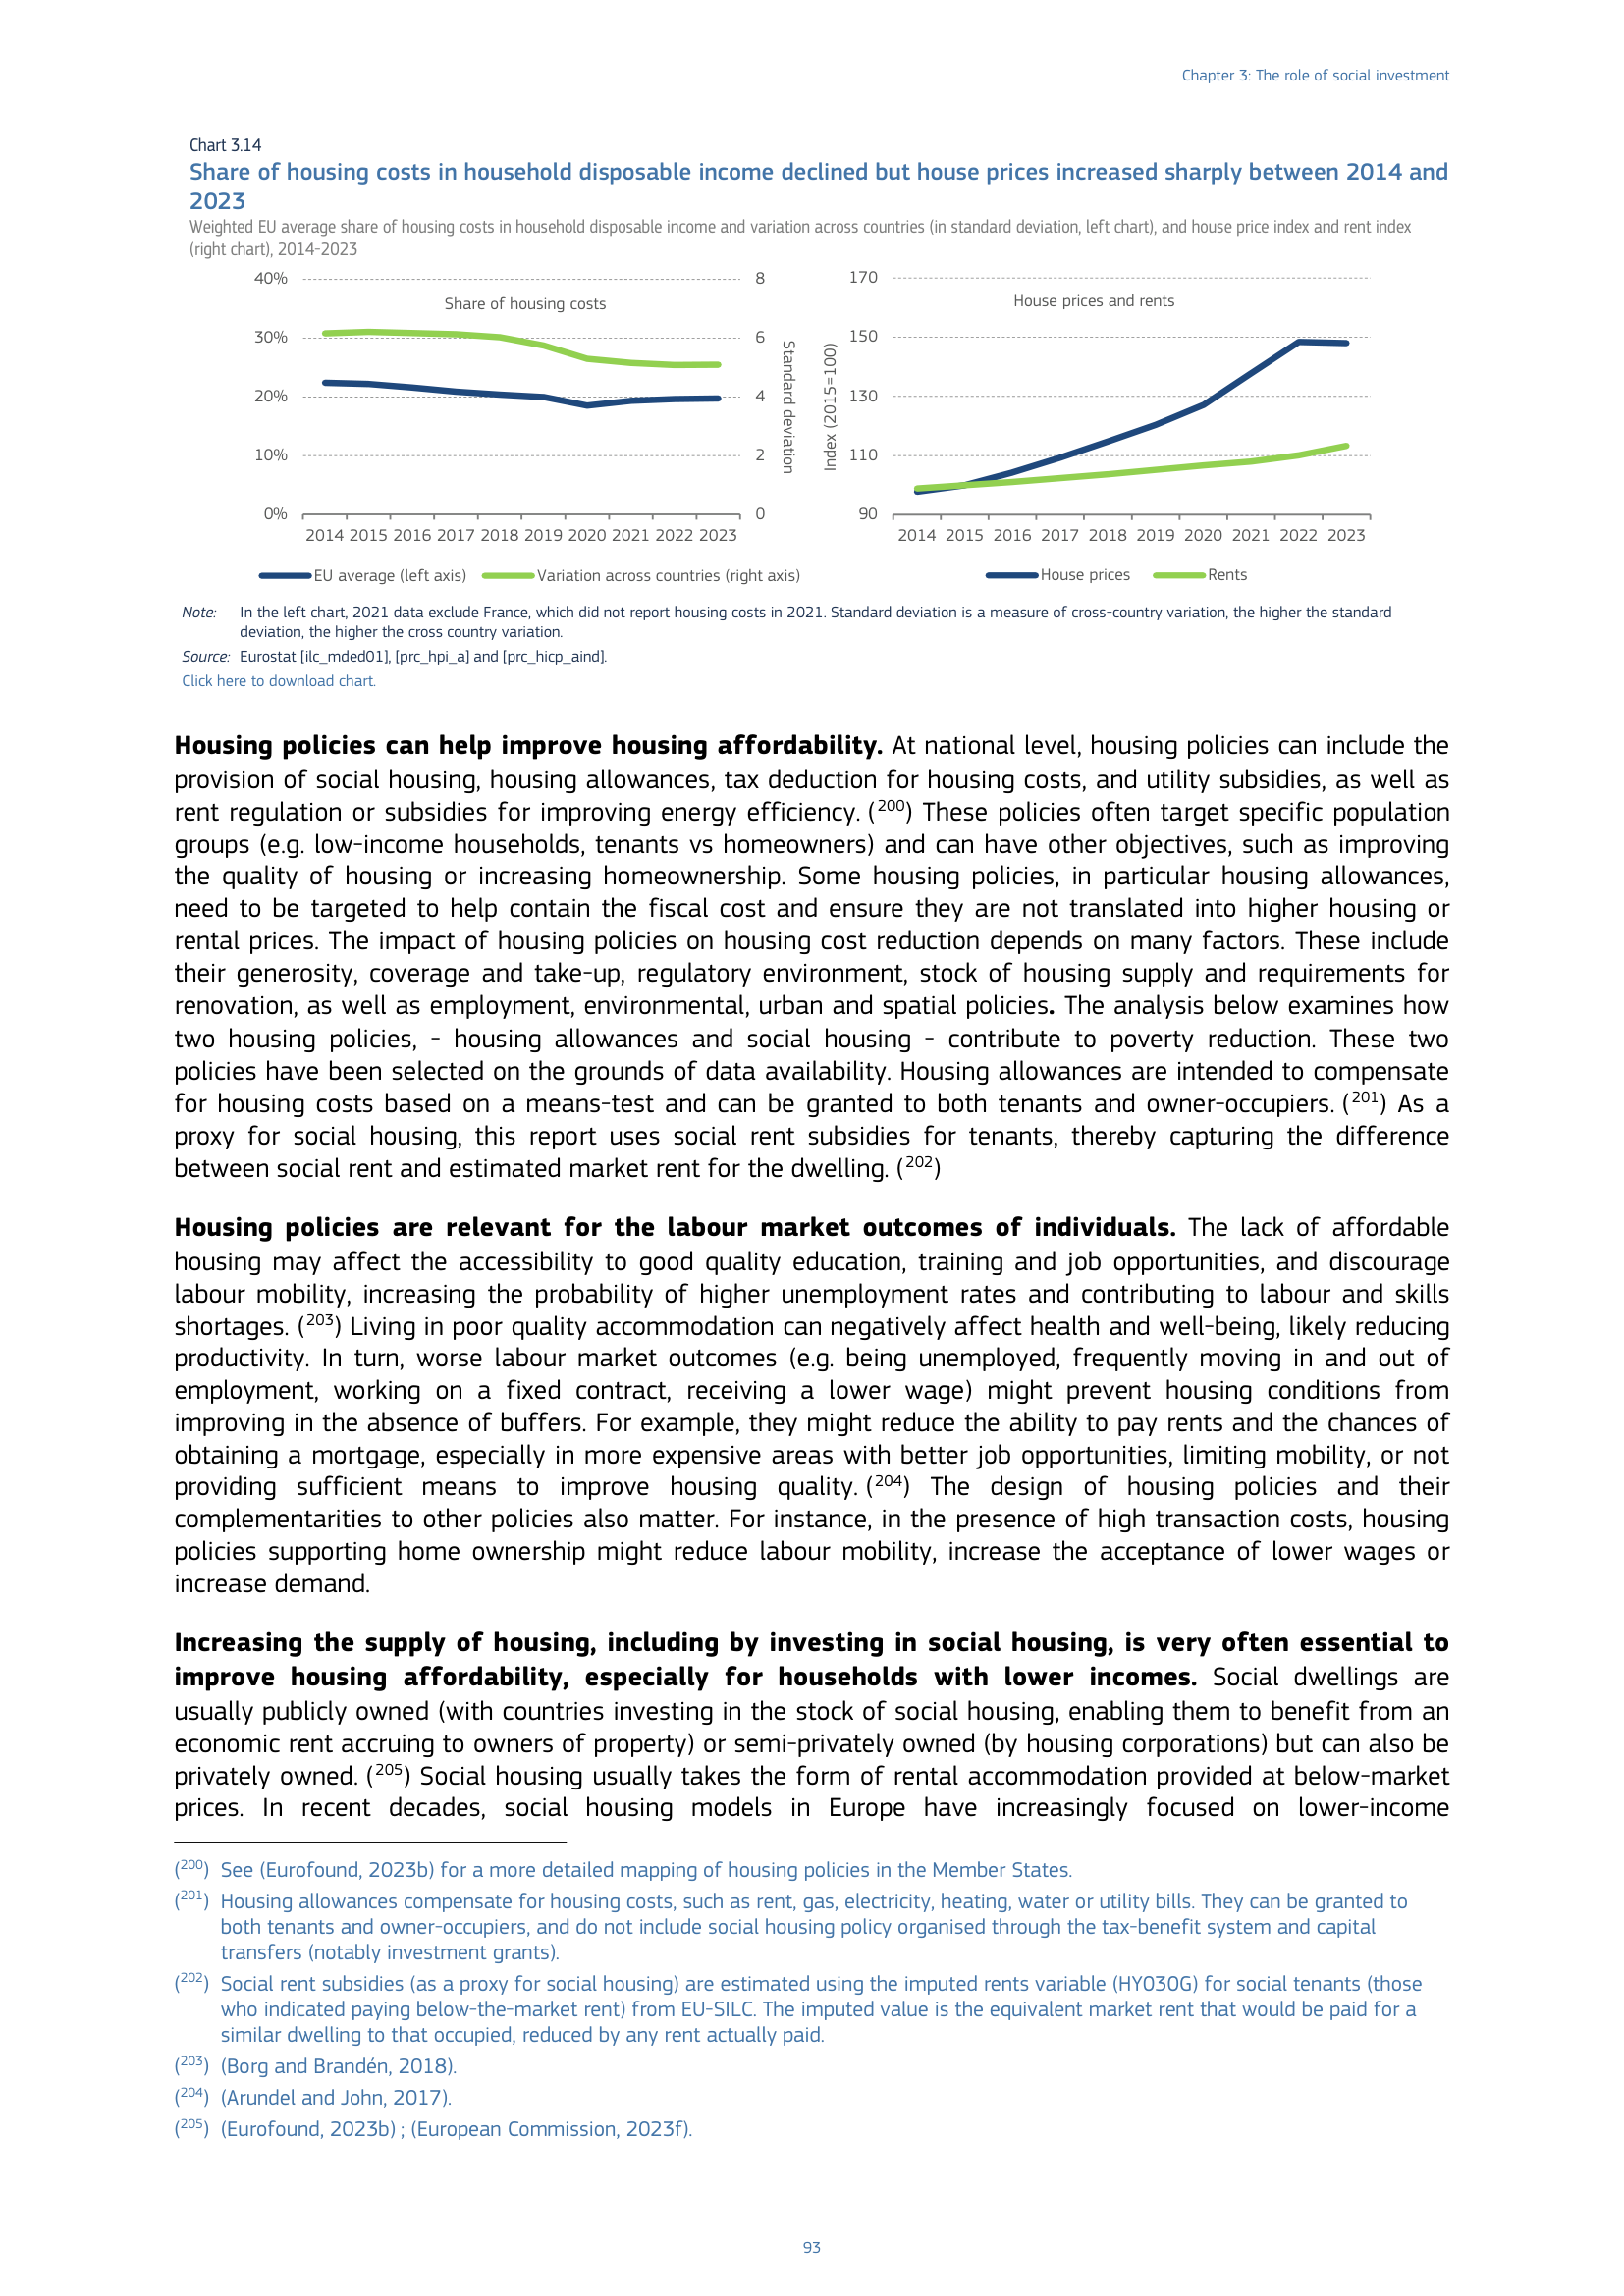 Chapter 3: The role of social investment
Chart 3.14
Share of housing costs in household disposable income declined but house prices increased sharply between 2014 and
2023
Weighted EU average share of housing costs in household disposable income and variation across countries (in standard deviation, left chart), and house price index and rent index
(right chart), 2014-2023
Share of housing costs
40%
30%
20%
10%
0%
8
6
4
2
0
Standard deviation
2014 2015 2016 2017 2018 2019 2020 2021 2022 2023
EU average (left axis) Variation across countries (right axis)
House prices and rents
Index (2015=100)
170
150
130
110
90
2014 2015 2016 2017 2018 2019 2020 2021 2022 2023
House prices Rents
Note: In the left chart, 2021 data exclude France, which did not report housing costs in 2021. Standard deviation is a measure of cross-country variation, the higher the standard
deviation, the higher the cross country variation.
Source: Eurostat [ilc_mded01], [prc_hpi_a] and [prc_hicp_aind].
Click here to download chart.
Housing policies can help improve housing affordability. At national level, housing policies can include the
provision of social housing, housing allowances, tax deduction for housing costs, and utility subsidies, as well as
rent regulation or subsidies for improving energy efficiency. (200) These policies often target specific population
groups (e.g. low-income households, tenants vs homeowners) and can have other objectives, such as improving
the quality of housing or increasing homeownership. Some housing policies, in particular housing allowances,
need to be targeted to help contain the fiscal cost and ensure they are not translated into higher housing or
rental prices. The impact of housing policies on housing cost reduction depends on many factors. These include
their generosity, coverage and take-up, regulatory environment, stock of housing supply and requirements for
renovation, as well as employment, environmental, urban and spatial policies. The analysis below examines how
two housing policies, - housing allowances and social housing - contribute to poverty reduction. These two
policies have been selected on the grounds of data availability. Housing allowances are intended to compensate
for housing costs based on a means-test and can be granted to both tenants and owner-occupiers. (201) As a
proxy for social housing, this report uses social rent subsidies for tenants, thereby capturing the difference
between social rent and estimated market rent for the dwelling. (202)
Housing policies are relevant for the labour market outcomes of individuals. The lack of affordable
housing may affect the accessibility to good quality education, training and job opportunities, and discourage
labour mobility, increasing the probability of higher unemployment rates and contributing to labour and skills
shortages. (203) Living in poor quality accommodation can negatively affect health and well-being, likely reducing
productivity. In turn, worse labour market outcomes (e.g. being unemployed, frequently moving in and out of
employment, working on a fixed contract, receiving a lower wage) might prevent housing conditions from
improving in the absence of buffers. For example, they might reduce the ability to pay rents and the chances of
obtaining a mortgage, especially in more expensive areas with better job opportunities, limiting mobility, or not
providing sufficient means to improve housing quality. (204) The design of housing policies and their
complementarities to other policies also matter. For instance, in the presence of high transaction costs, housing
policies supporting home ownership might reduce labour mobility, increase the acceptance of lower wages or
increase demand.
Increasing the supply of housing, including by investing in social housing, is very often essential to
improve housing affordability, especially for households with lower incomes. Social dwellings are
usually publicly owned (with countries investing in the stock of social housing, enabling them to benefit from an
economic rent accruing to owners of property) or semi-privately owned (by housing corporations) but can also be
privately owned. (205) Social housing usually takes the form of rental accommodation provided at below-market
prices. In recent decades, social housing models in Europe have increasingly focused on lower-income
(200) See (Eurofound, 2023b) for a more detailed mapping of housing policies in the Member States.
(201) Housing allowances compensate for housing costs, such as rent, gas, electricity, heating, water or utility bills. They can be granted to
both tenants and owner-occupiers, and do not include social housing policy organised through the tax-benefit system and capital
transfers (notably investment grants).
(202) Social rent subsidies (as a proxy for social housing) are estimated using the imputed rents variable (HY030G) for social tenants (those
who indicated paying below-the-market rent) from EU-SILC. The imputed value is the equivalent market rent that would be paid for a
similar dwelling to that occupied, reduced by any rent actually paid.
(203) (Borg and Brandén, 2018).
(204) (Arundel and John, 2017).
(205) (Eurofound, 2023b) ; (European Commission, 2023f).
93